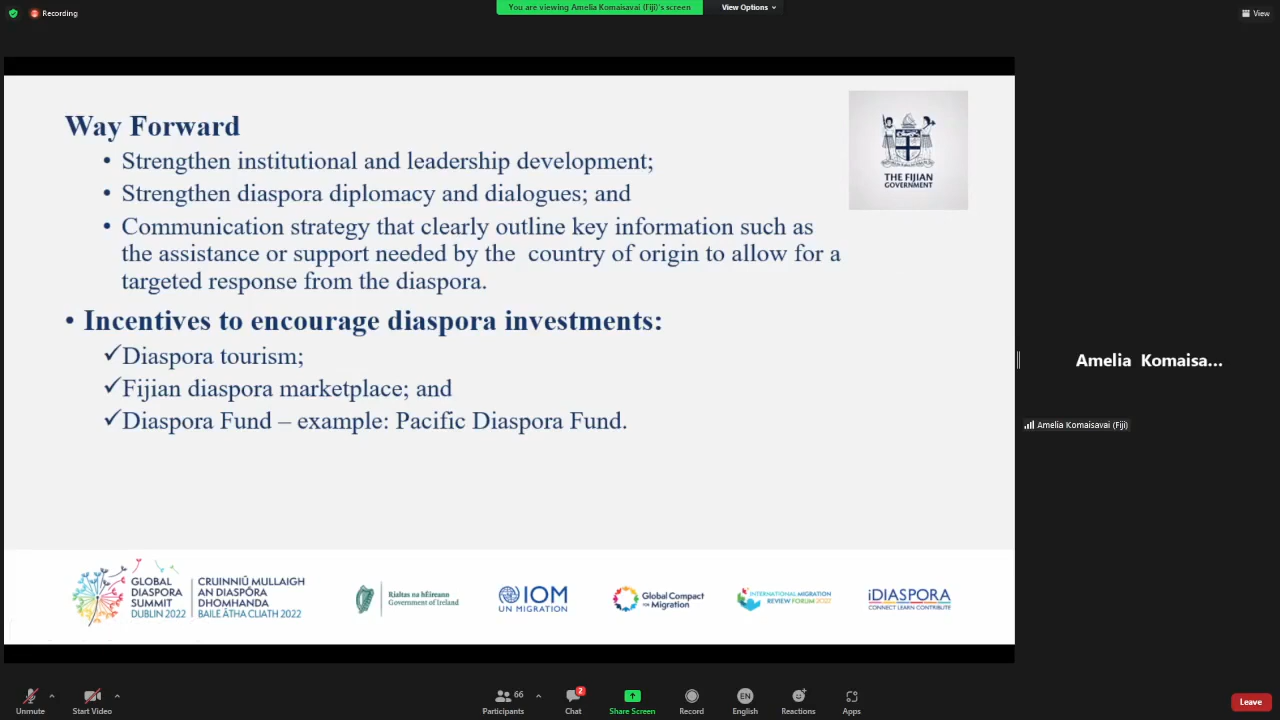 Recording
You are viewing Amelia Komaisavai (Fiji)'s screen
View Options
View
Way Forward
• Strengthen institutional and leadership development;
• Strengthen diaspora diplomacy and dialogues; and
• Communication strategy that clearly outline key information such as
the assistance or support needed by the country of origin to allow for a
targeted response from the diaspora.
• Incentives to encourage diaspora investments:
✓Diaspora tourism;
✓Fijian diaspora marketplace; and
✓Diaspora Fund – example: Pacific Diaspora Fund.
THE FIJIAN
GOVERNMENT
Amelia Komaisa...
Amelia Komaisavai (Fiji)
GLOBAL
DIASPORA
SUMMIT
DUBLIN 2022
CRUINNIÚ MULLAIGH
AN DIASPÓRA
DHOMHANDA
BAILE ÁTHA CLIATH 2022
Rialtas na hÉireann
Government of Ireland
IOM
UN MIGRATION
Global Compact
FOR Migration
INTERNATIONAL MIGRATION
REVIEW FORUM 2022
iDIASPORA
CONNECT LEARN CONTRIBUTE
Unmute
Start Video
66
Participants
2
Chat
Share Screen
Record
EN
English
Reactions
Apps
Leave